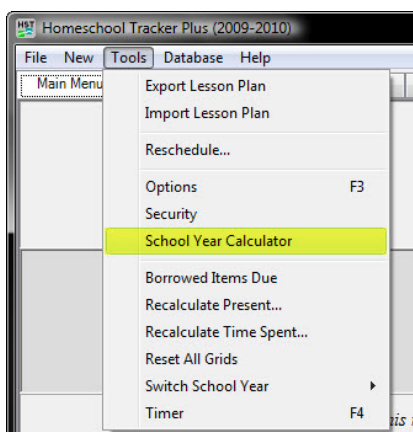 HST
Homeschool Tracker Plus (2009-2010)
File New Tools Database Help
Main Menu
Export Lesson Plan
Import Lesson Plan
Reschedule...
Options F3
Security
School Year Calculator
Borrowed Items Due
Recalculate Present...
Recalculate Time Spent...
Reset All Grids
Switch School Year
Timer F4